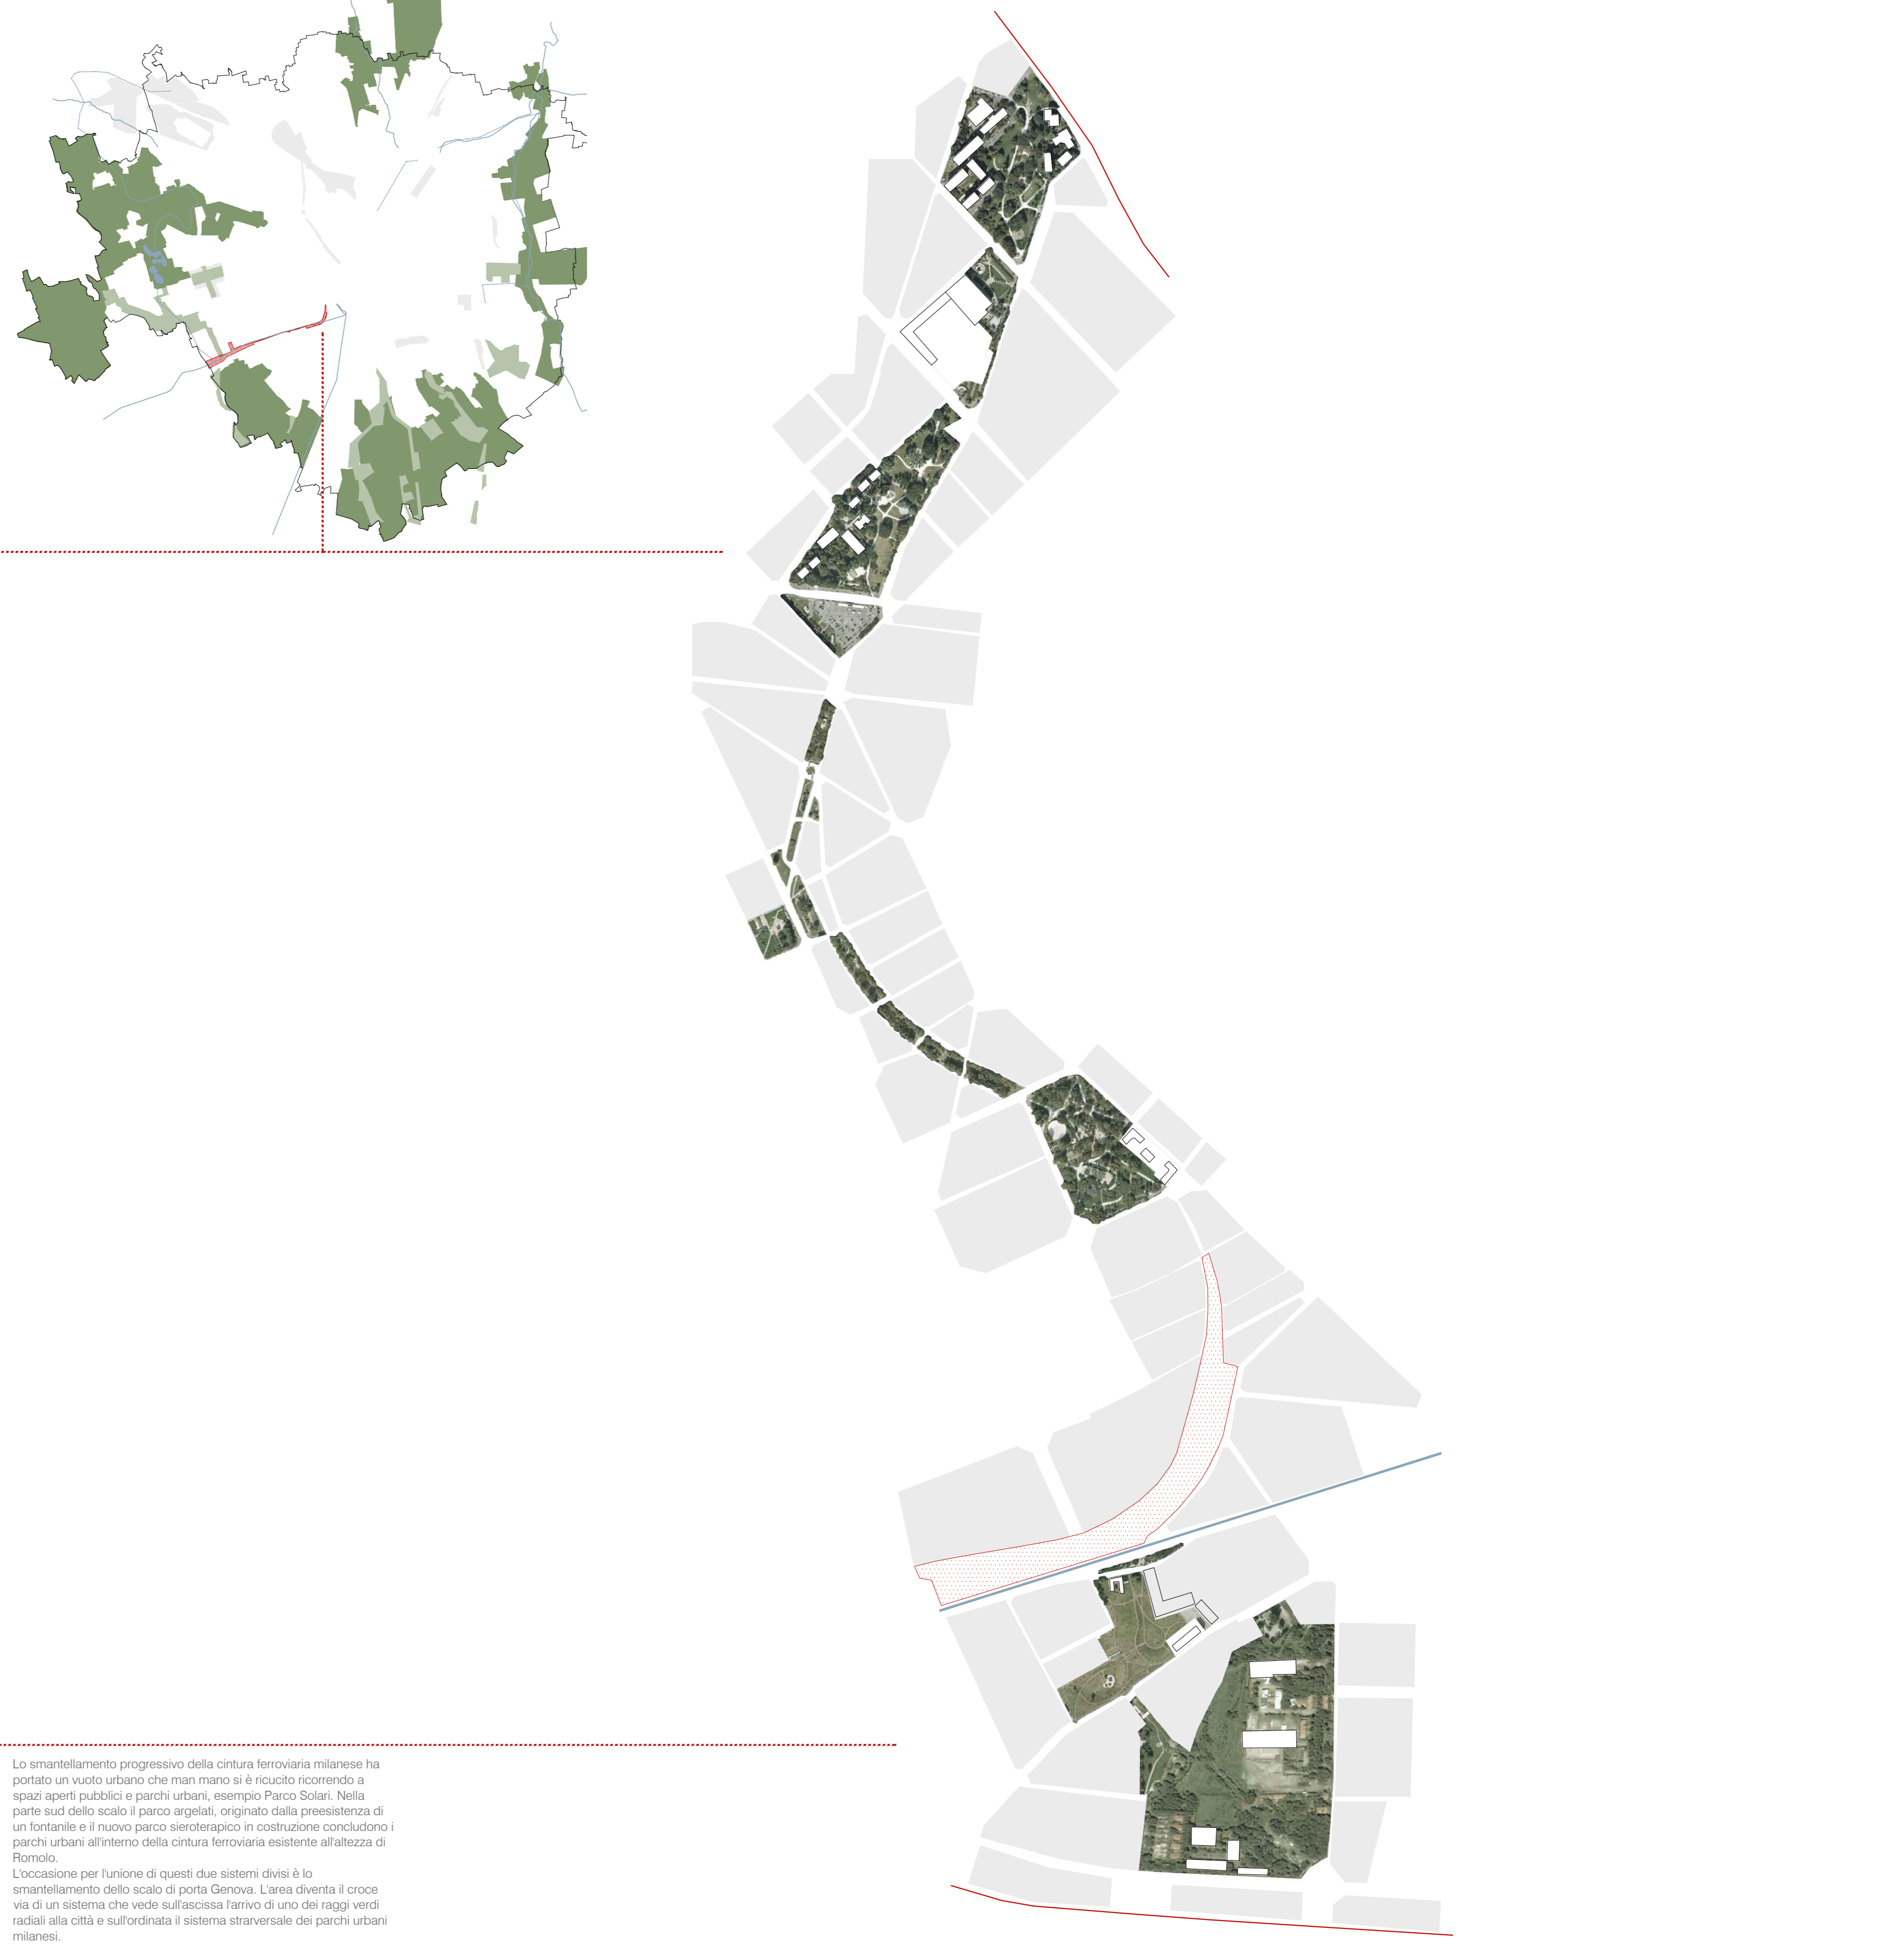 Lo smantellamento progressivo della cintura ferroviaria milanese ha
portato un vuoto urbano che man mano si è ricucito ricorrendo a
spazi aperti pubblici e parchi urbani, esempio Parco Solari. Nella
parte sud dello scalo il parco argelati, originato dalla preesistenza di
un fontanile e il nuovo parco sieroterapico in costruzione concludono i
parchi urbani all'interno della cintura ferroviaria esistente all'altezza di
Romolo.
L'occasione per l'unione di questi due sistemi divisi è lo
smantellamento dello scalo di porta Genova. L'area diventa il croce
via di un sistema che vede sull'ascissa l'arrivo di uno dei raggi verdi
radiali alla città e sull'ordinata il sistema strarversale dei parchi urbani
milanesi.